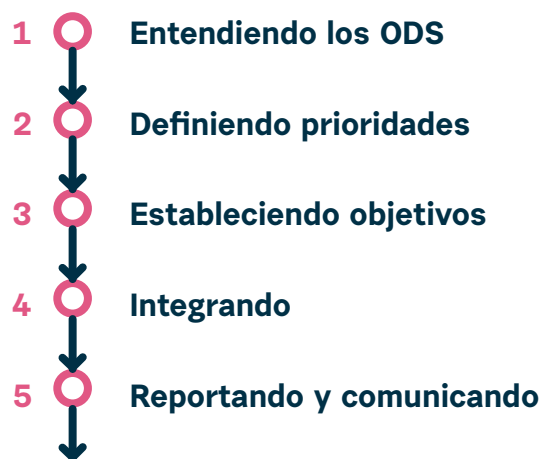 1 Entendiendo los ODS
2 Definiendo prioridades
3 Estableciendo objetivos
4 Integrando
5 Reportando y comunicando